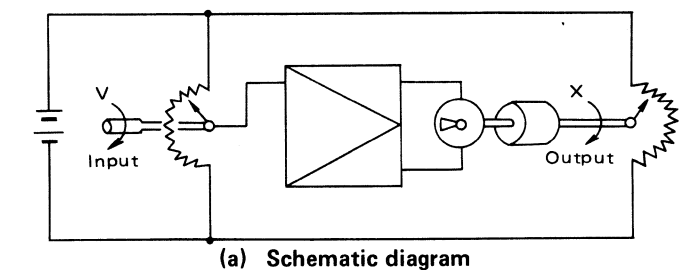 V
X
Input
Output
(a) Schematic diagram